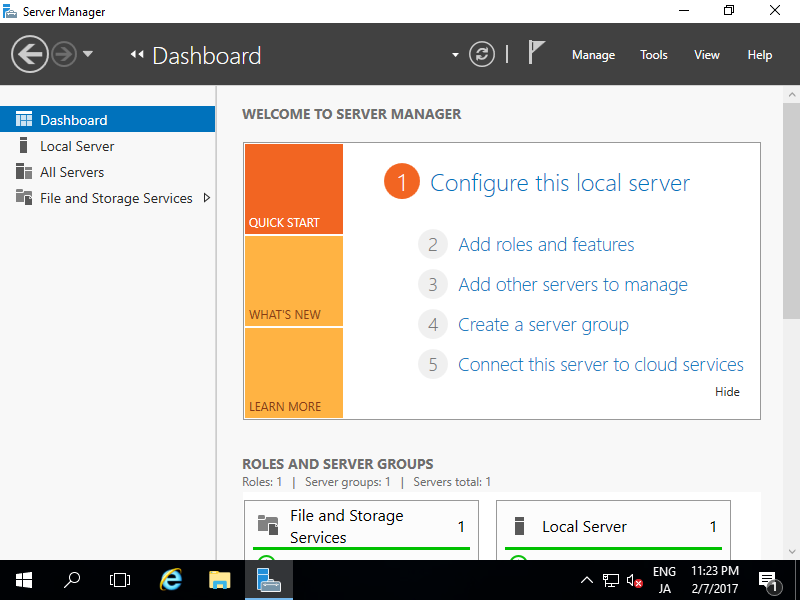 Server Manager
Dashboard
Manage Tools View Help
Dashboard
Local Server
All Servers
File and Storage Services
WELCOME TO SERVER MANAGER
QUICK START
WHAT'S NEW
LEARN MORE
1 Configure this local server
2 Add roles and features
3 Add other servers to manage
4 Create a server group
5 Connect this server to cloud services
Hide
ROLES AND SERVER GROUPS
Roles: 1 | Server groups: 1 | Servers total: 1
File and Storage
Services
1
Local Server 1
ENG
JA
11:23 PM
2/7/2017
1